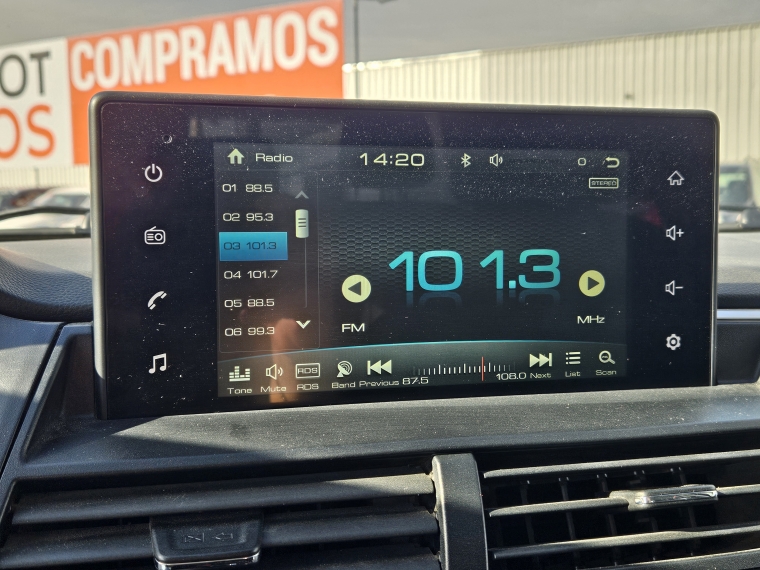 OT
OS
COMPRAMOS
Radio
14:20
STEREO
01 88.5
02 95.3
03 101.3
04 101.7
05 88.5
06 99.3
101.3
FM
MHz
Tone
Mute
RDS
RDS
Band
Previous
87.5
108.0
Next
List
Scan